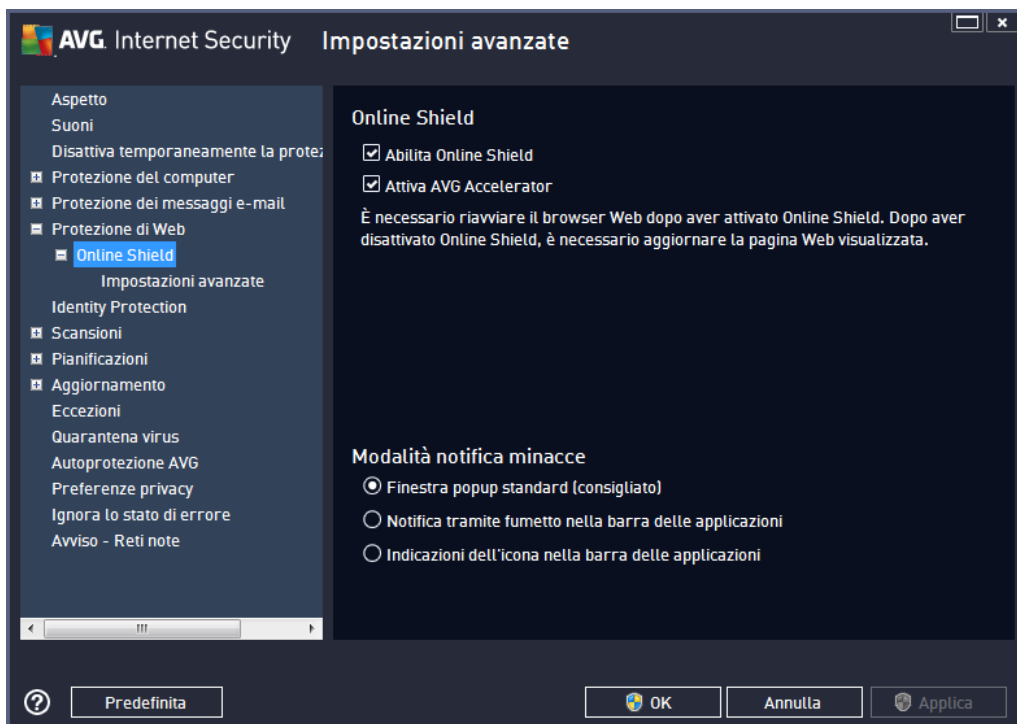 AVG. Internet Security Impostazioni avanzate
Aspetto
Suoni
Disattiva temporaneamente la protez
Protezione del computer
Protezione dei messaggi e-mail
Protezione di Web
Online Shield
Impostazioni avanzate
Identity Protection
Scansioni
Pianificazioni
Aggiornamento
Eccezioni
Quarantena virus
Autoprotezione AVG
Preferenze privacy
Ignora lo stato di errore
Avviso - Reti note
Online Shield
Abilita Online Shield
Attiva AVG Accelerator
È necessario riavviare il browser Web dopo aver attivato Online Shield. Dopo aver
disattivato Online Shield, è necessario aggiornare la pagina Web visualizzata.
Modalità notifica minacce
Finestra popup standard (consigliato)
Notifica tramite fumetto nella barra delle applicazioni
Indicazioni dell'icona nella barra delle applicazioni
Predefinita
OK
Annulla
Applica